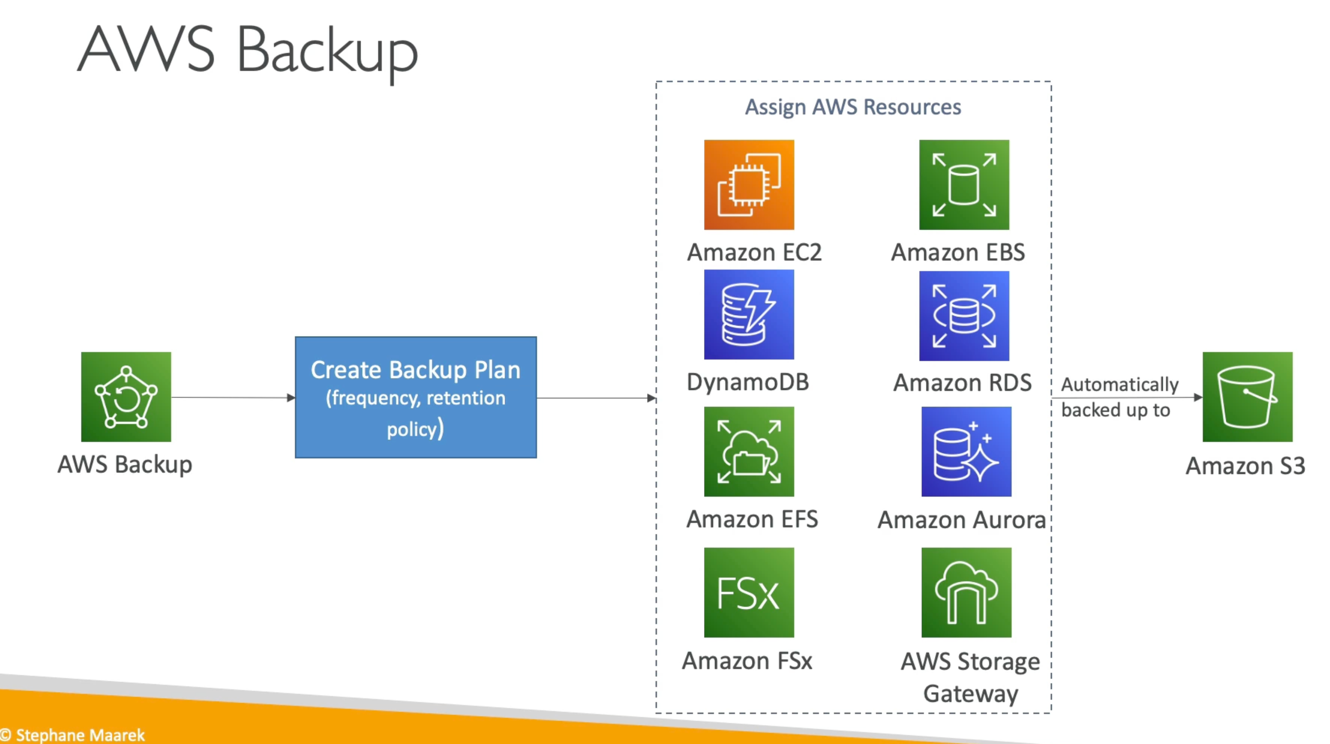 AWS Backup
Assign AWS Resources
Amazon EC2
Amazon EBS
DynamoDB
Amazon RDS
Amazon EFS
Amazon Aurora
FSx
Amazon FSx
AWS Storage
Gateway
AWS Backup
Create Backup Plan
(frequency, retention
policy)
Automatically
backed up to
Amazon S3
© Stephane Maarek